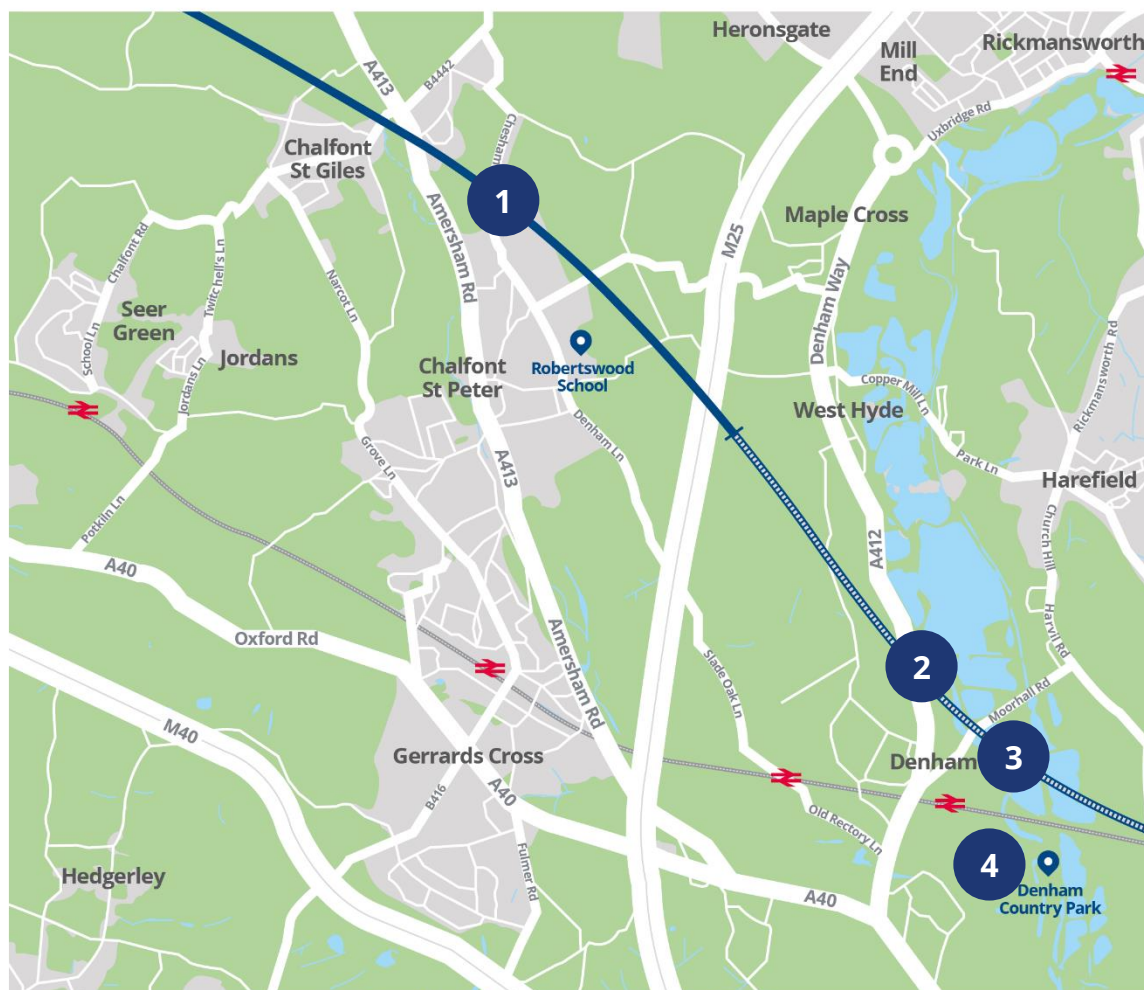 Heronsgate
Rickmansworth
Mill
End
A413
B4442
Uxbridge Rd
Chesham
Chalfont
St Giles
1
Maple Cross
Chalfont Rd
Twitchell's Ln
Amersham Rd
M25
Narcot Ln
Denham Way
Seer
Green
School Ln
Jordans
Jordans Ln
Robertswood
School
Chalfont
St Peter
Rickmansworth Rd
Copper Mill Ln
West Hyde
Denham Ln
Grove Ln
A413
Park Ln
Harefield
Potkiln Ln
Church Hill
A412
A40
Oxford Rd
Amersham Rd
Harvil Rd
2
Slade Oak Ln
Moorhall Rd
M40
Gerrards Cross
Denham
3
B416
A40
Old Rectory Ln
Fulmer Rd
4
Hedgerley
A40
Denham
Country Park